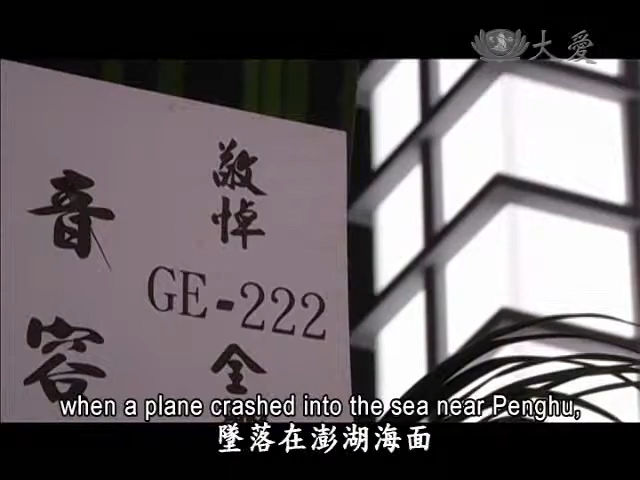 大愛
敬悼
GE-222
全
音容
when a plane crashed into the sea near Penghu,
墜落在澎湖海面